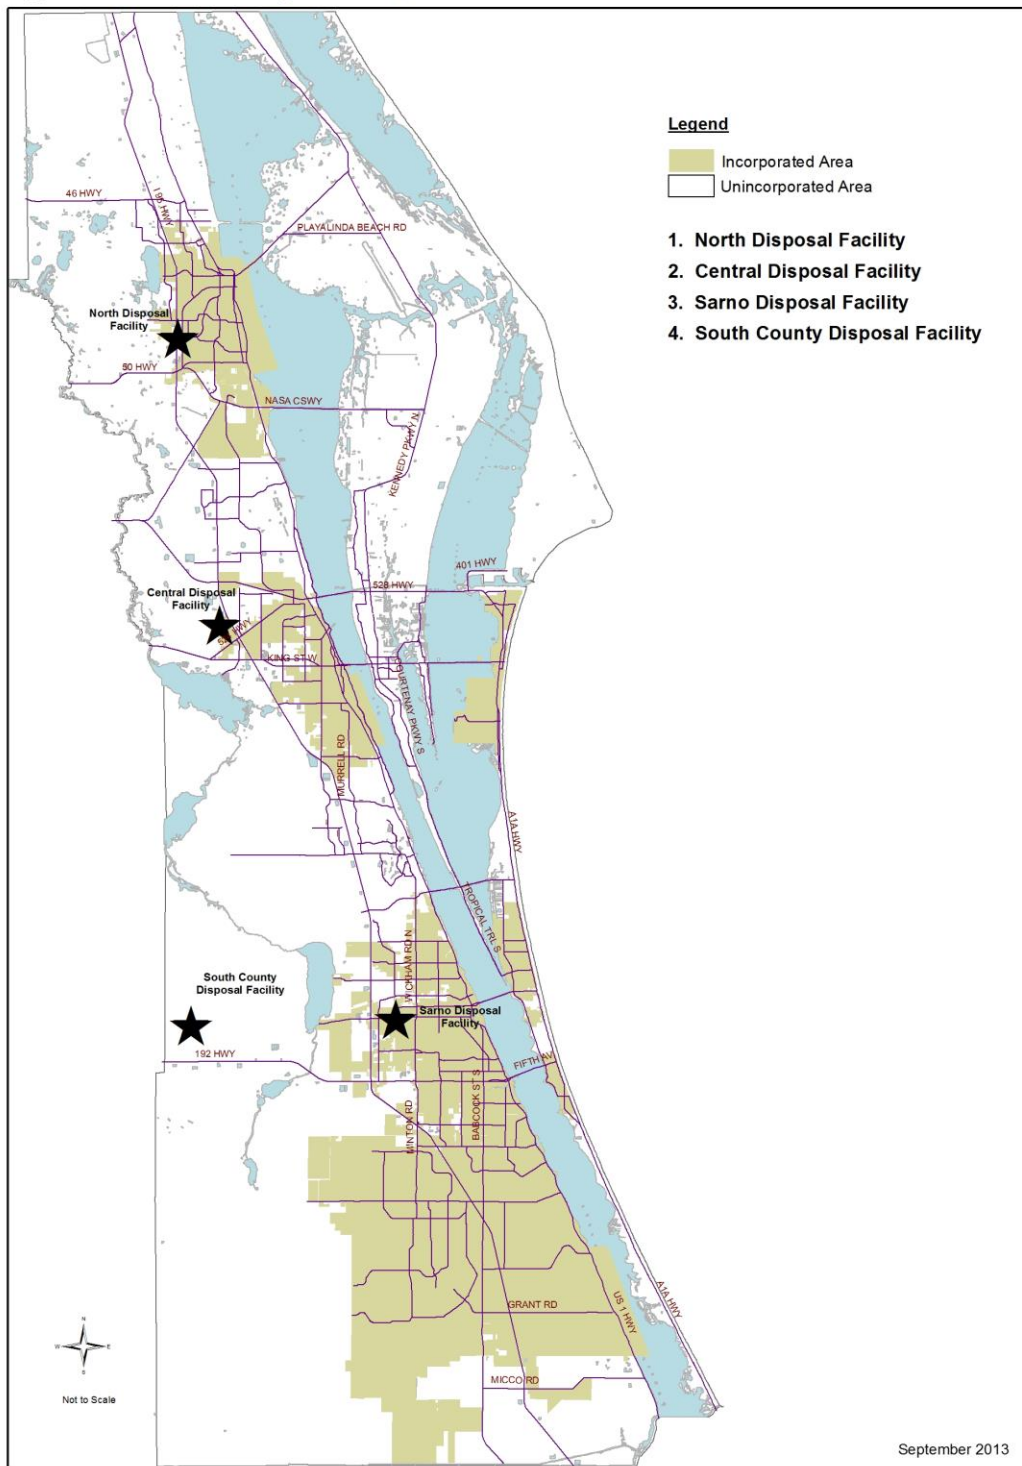 Legend
Incorporated Area
Unincorporated Area
1. North Disposal Facility
2. Central Disposal Facility
3. Sarno Disposal Facility
4. South County Disposal Facility
46 HWY
I 95 HWY
PLAYALINDA BEACH RD
North Disposal
Facility
50 HWY
NASA CSWY
KENNEDY PKWY N
401 HWY
528 HWY
Central Disposal
Facility
KING ST W
COURTENAY PKWY S
MURRELL RD
A1A HWY
TROPICAL TRL S
WICKHAM RD N
South County
Disposal Facility
Sarno Disposal
Facility
192 HWY
FIFTH AV
BABCOCK ST S
MINTON RD
GRANT RD
US 1 HWY
A1A HWY
MICCO RD
N
W
E
S
Not to Scale
September 2013